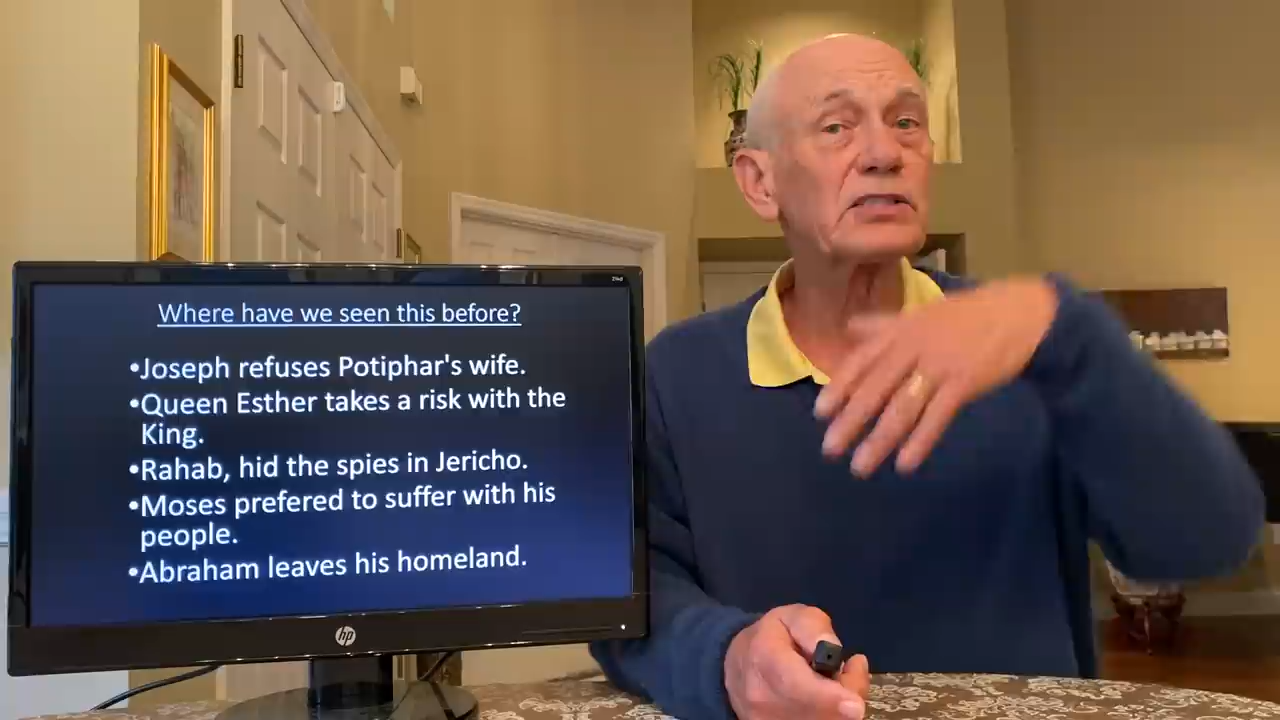 Where have we seen this before?
•Joseph refuses Potiphar's wife.
•Queen Esther takes a risk with the
King.
•Rahab, hid the spies in Jericho.
•Moses prefered to suffer with his
people.
•Abraham leaves his homeland.
hp